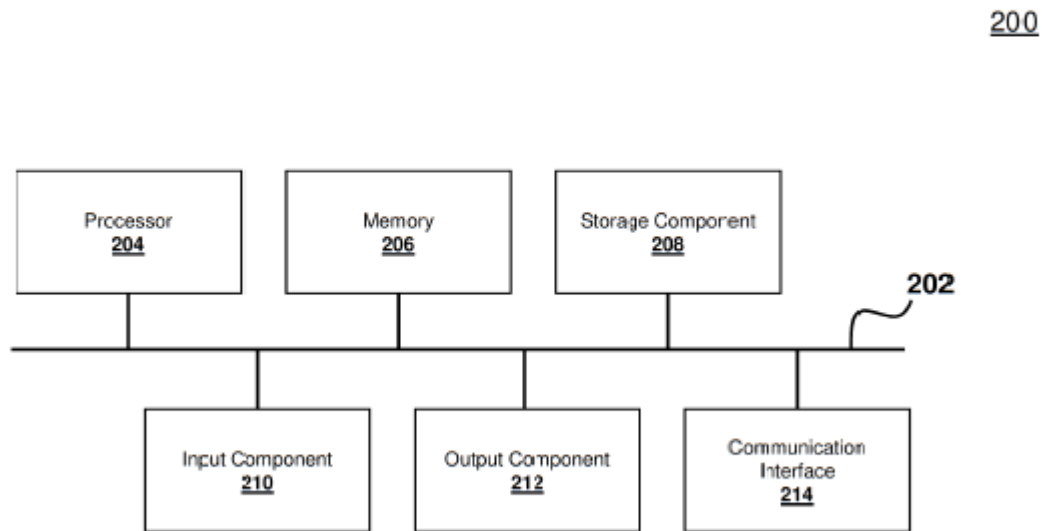 200
Processor
204
Memory
206
Storage Component
208
202
Input Component
210
Output Component
212
Communication
Interface
214